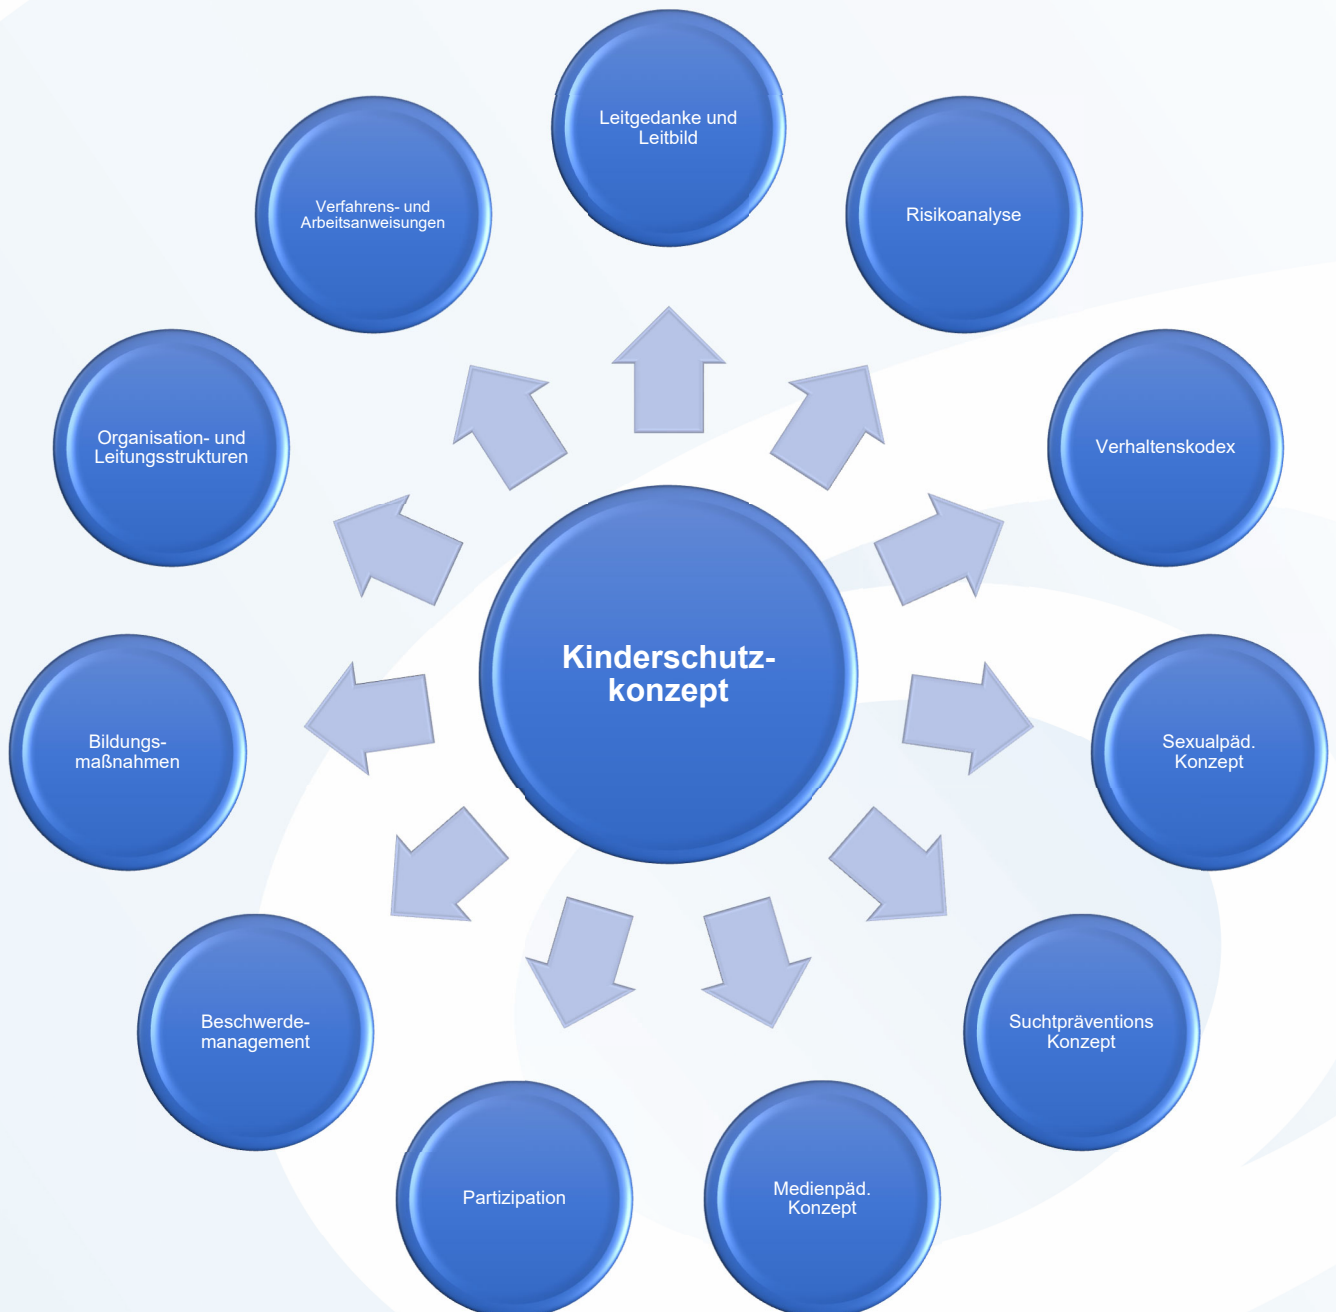 Leitgedanke und
Leitbild
Risikoanalyse
Verhaltenskodex
Sexualpäd.
Konzept
Suchtpräventions
Konzept
Medienpäd.
Konzept
Partizipation
Beschwerde-
management
Bildungs-
maßnahmen
Organisation- und
Leitungsstrukturen
Verfahrens- und
Arbeitsanweisungen
Kinderschutz-
konzept